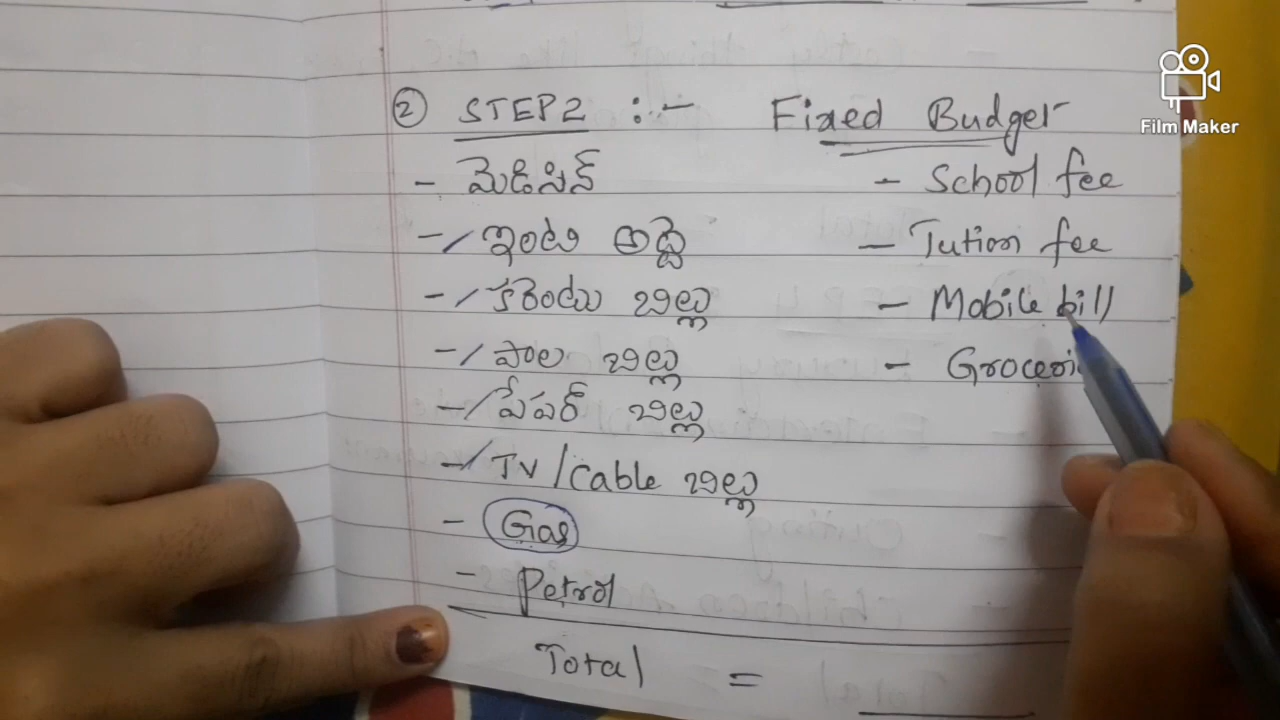 ② STEP2 :- Fixed Budget
- మెడిసిన్ - School fee
- ఇంటి అద్దె - Tution fee
- కరెంటు బిల్లు - Mobile bill
- పాల బిల్లు - Groceri
- పేపర్ బిల్లు
- TV/Cable బిల్లు
- Gas
- Petrol
Total =
Film Maker